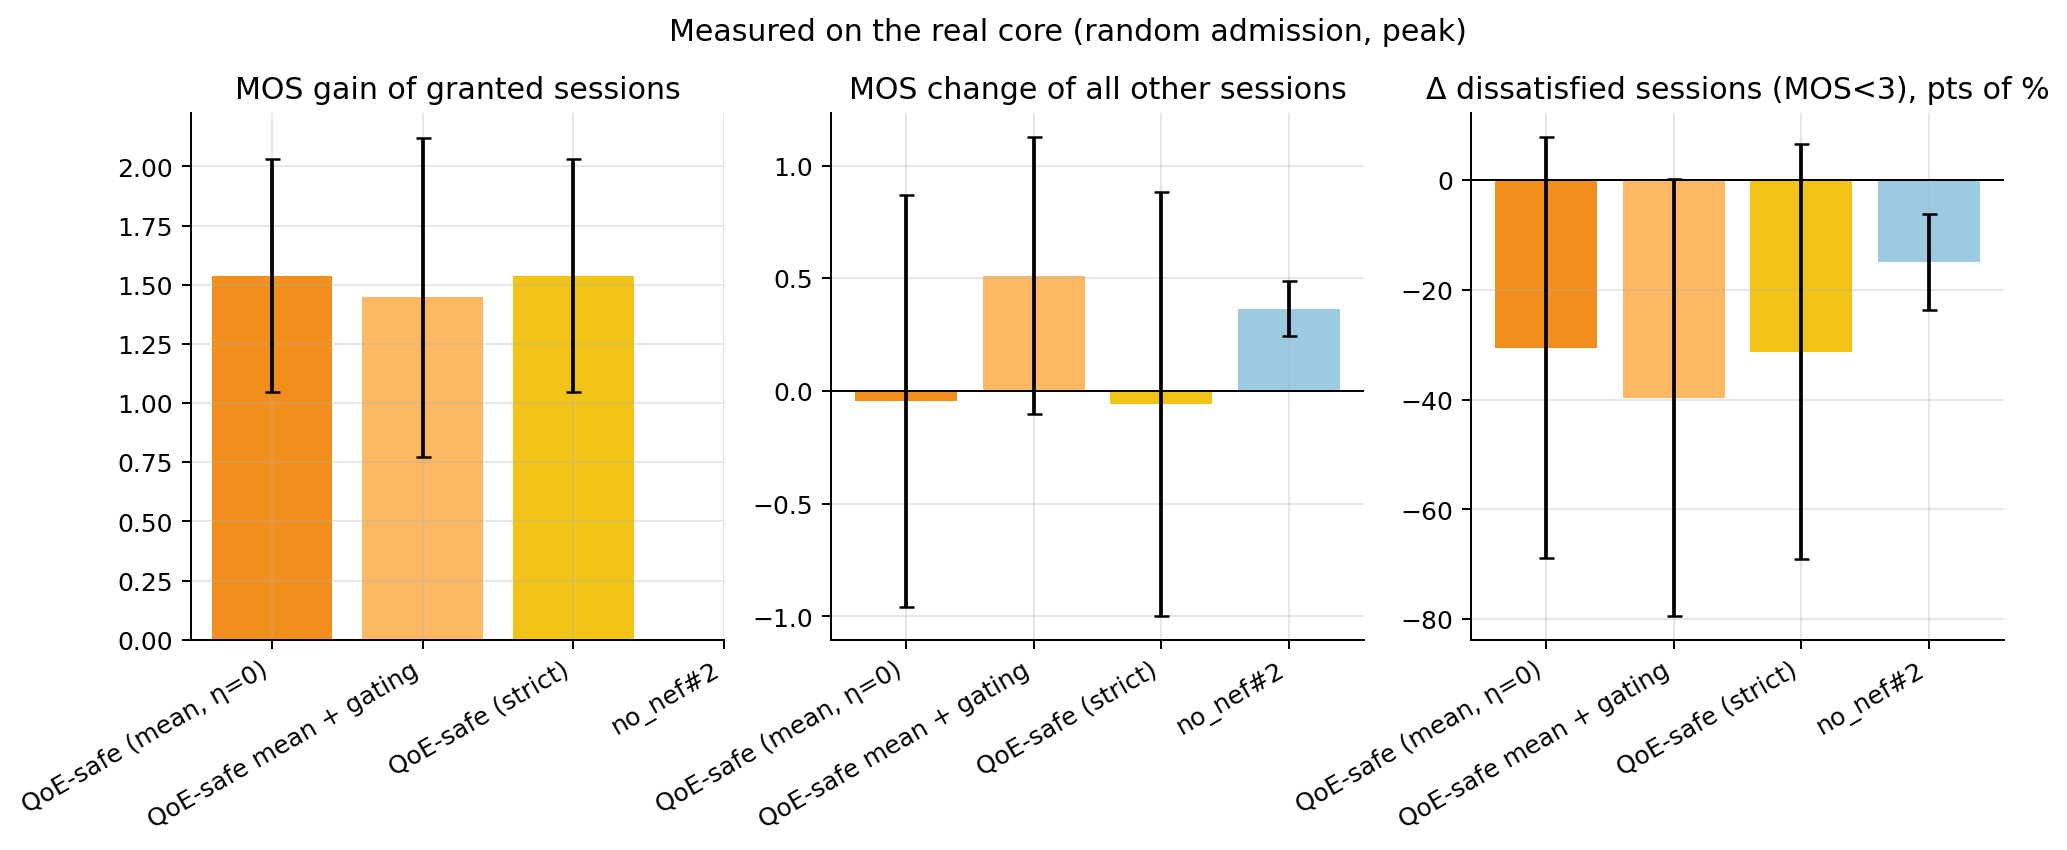 Measured on the real core (random admission, peak)
MOS gain of granted sessions
2.00
1.75
1.50
1.25
1.00
0.75
0.50
0.25
0.00
QoE-safe (mean, η=0)
QoE-safe mean + gating
QoE-safe (strict)
no_nef#2
MOS change of all other sessions
1.0
0.5
0.0
−0.5
−1.0
QoE-safe (mean, η=0)
QoE-safe mean + gating
QoE-safe (strict)
no_nef#2
Δ dissatisfied sessions (MOS<3), pts of %
0
−20
−40
−60
−80
QoE-safe (mean, η=0)
QoE-safe mean + gating
QoE-safe (strict)
no_nef#2